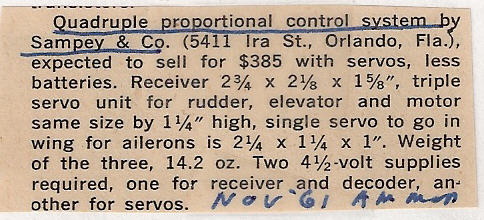 Quadruple proportional control system by
Sampey & Co. (5411 Ira St., Orlando, Fla.),
expected to sell for $385 with servos, less
batteries. Receiver 2¾ x 2⅛ x 1⅝", triple
servo unit for rudder, elevator and motor
same size by 1¼" high, single servo to go in
wing for ailerons is 2¼ x 1¼ x 1". Weight
of the three, 14.2 oz. Two 4½-volt supplies
required, one for receiver and decoder, an-
other for servos. NOV '61 AM